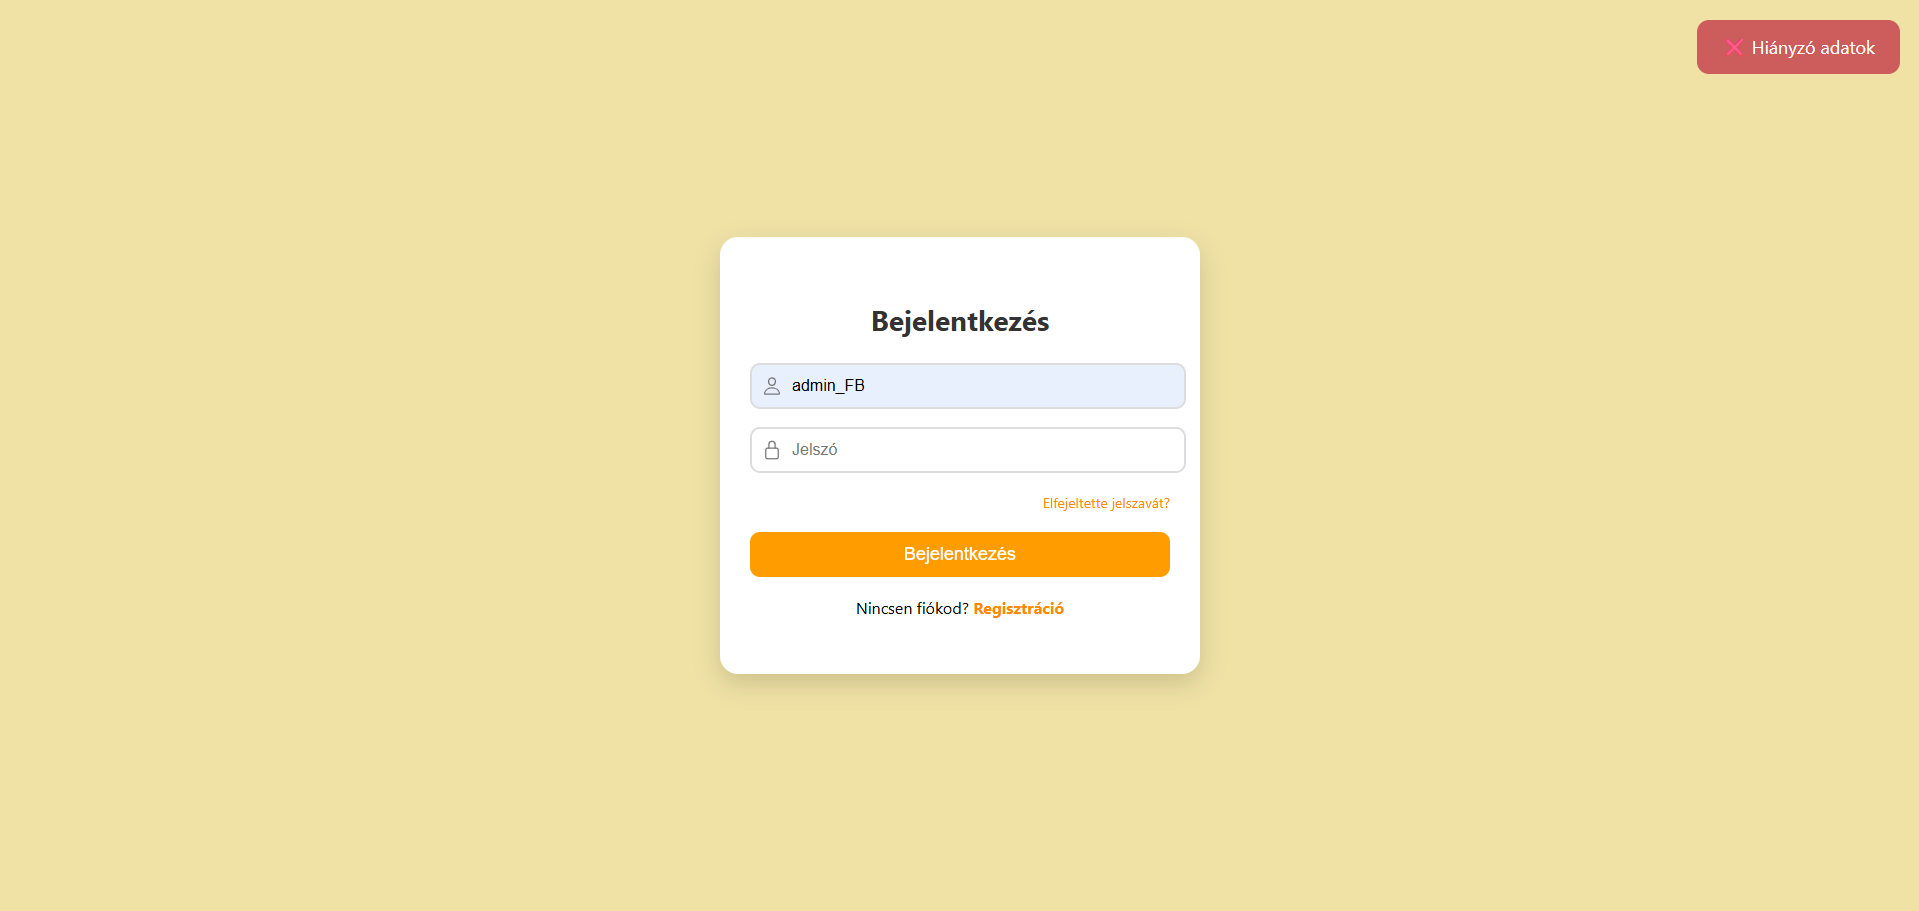 Hiányzó adatok
Bejelentkezés
admin_FB
Jelszó
Elfejeltette jelszavát?
Bejelentkezés
Nincsen fiókod? Regisztráció